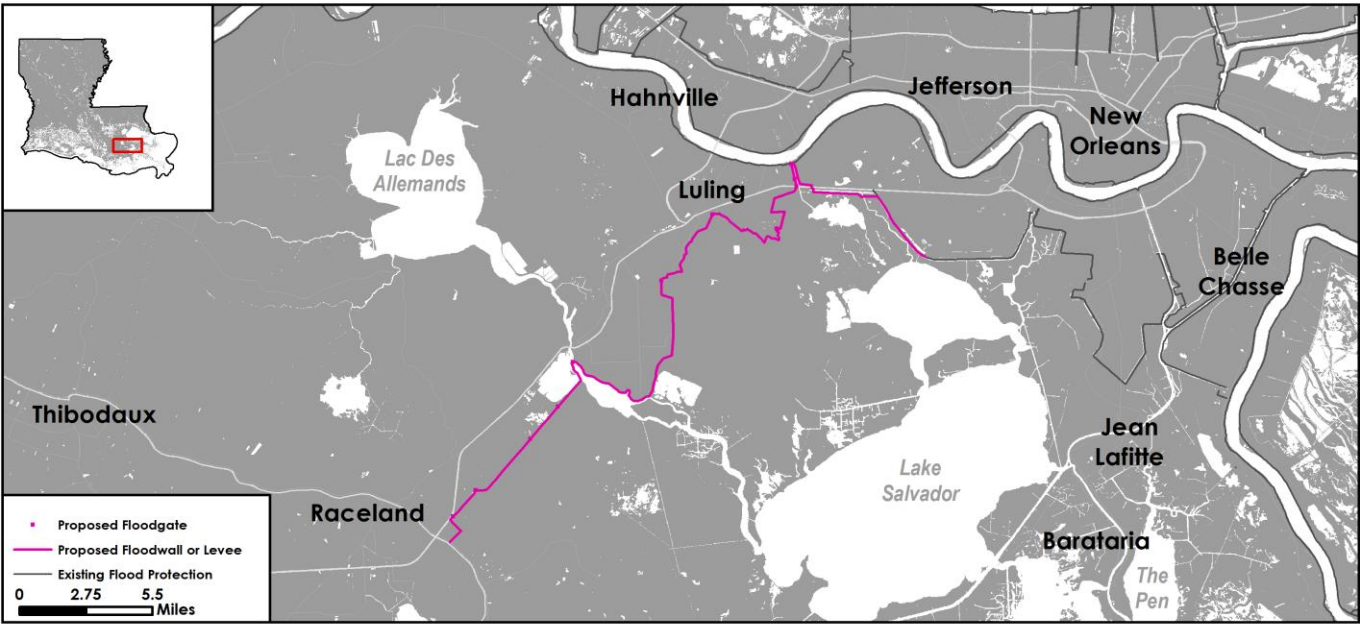 Hahnville
Jefferson
New
Orleans
Lac Des
Allemands
Luling
Belle
Chasse
Thibodaux
Jean
Lafitte
Lake
Salvador
Raceland
Barataria
The
Pen
Proposed Floodgate
Proposed Floodwall or Levee
Existing Flood Protection
0 2.75 5.5
Miles